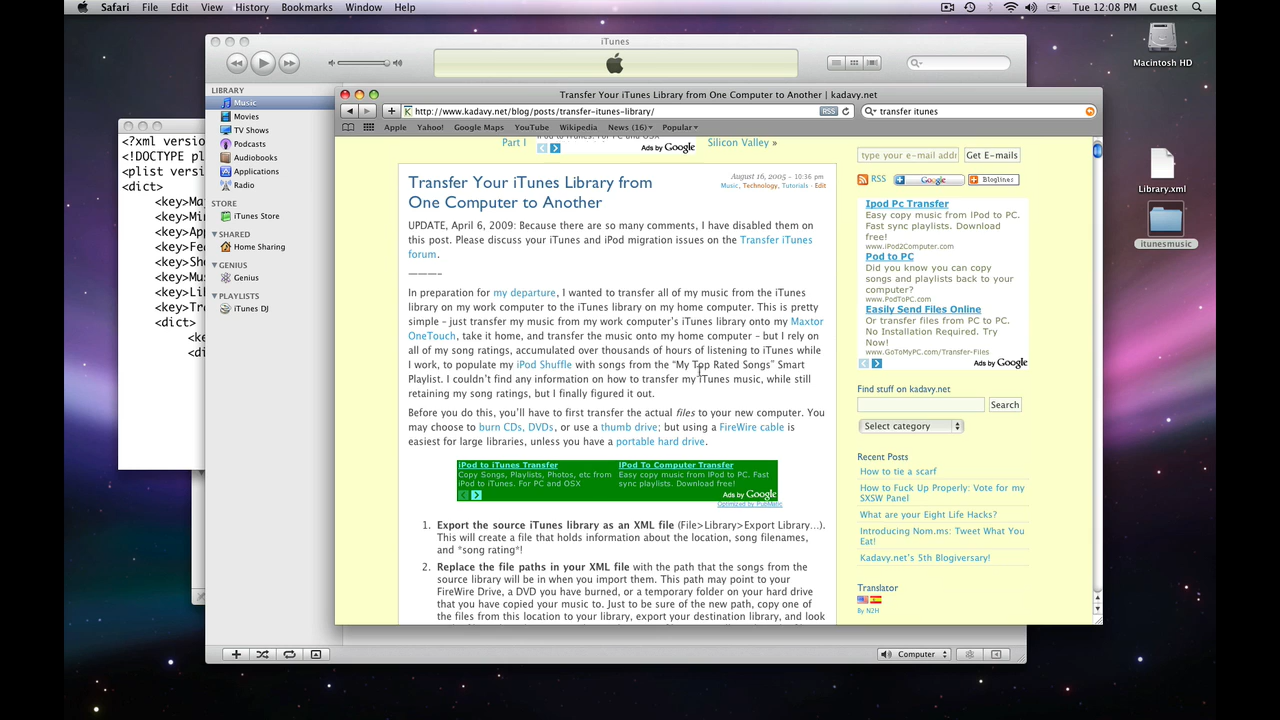 Safari File Edit View History Bookmarks Window Help
Tue 12:08 PM Guest
iTunes
Macintosh HD
LIBRARY
Music
Movies
TV Shows
Podcasts
Audiobooks
Applications
Radio
STORE
iTunes Store
SHARED
Home Sharing
GENIUS
Genius
PLAYLISTS
iTunes DJ
Computer
<?xml versio
<!DOCTYPE pl
<plist vers
<dict>
<key>Ma
<key>Mi
<key>Ap
<key>Fe
<key>Sh
<key>Mu
<key>Li
<key>Tr
<dict>
<ke
<di
Transfer Your iTunes Library from One Computer to Another | kadavy.net
http://www.kadavy.net/blog/posts/transfer-itunes-library/
RSS
transfer itunes
Apple Yahoo! Google Maps YouTube Wikipedia News (16) Popular
Part I
Ads by Google
Silicon Valley »
Transfer Your iTunes Library from
One Computer to Another
August 16, 2005 – 10:36 pm
Music, Technology, Tutorials - Edit
UPDATE, April 6, 2009: Because there are so many comments, I have disabled them on
this post. Please discuss your iTunes and iPod migration issues on the Transfer iTunes
forum.
———–
In preparation for my departure, I wanted to transfer all of my music from the iTunes
library on my work computer to the iTunes library on my home computer. This is pretty
simple – just transfer my music from my work computer's iTunes library onto my Maxtor
OneTouch, take it home, and transfer the music onto my home computer – but I rely on
all of my song ratings, accumulated over thousands of hours of listening to iTunes while
I work, to populate my iPod Shuffle with songs from the "My Top Rated Songs" Smart
Playlist. I couldn't find any information on how to transfer my iTunes music, while still
retaining my song ratings, but I finally figured it out.
Before you do this, you'll have to first transfer the actual files to your new computer. You
may choose to burn CDs, DVDs, or use a thumb drive; but using a FireWire cable is
easiest for large libraries, unless you have a portable hard drive.
iPod to iTunes Transfer
Copy Songs, Playlists, Photos, etc from
iPod to iTunes. For PC and OSX
IPod To Computer Transfer
Easy copy music from IPod to PC. Fast
sync playlists. Download free!
Ads by Google
Optimized by PubMatic
1. Export the source iTunes library as an XML file (File>Library>Export Library...).
This will create a file that holds information about the location, song filenames,
and *song rating*!
2. Replace the file paths in your XML file with the path that the songs from the
source library will be in when you import them. This path may point to your
FireWire Drive, a DVD you have burned, or a temporary folder on your hard drive
that you have copied your music to. Just to be sure of the new path, copy one of
the files from this location to your library, export your destination library, and look
type your e-mail addr
Get E-mails
RSS
Google
Bloglines
Ipod Pc Transfer
Easy copy music from IPod to PC.
Fast sync playlists. Download
free!
www.iPod2Computer.com
Pod to PC
Did you know you can copy
songs and playlists back to your
computer?
www.PodToPC.com
Easily Send Files Online
Or transfer files from PC to PC.
No Installation Required. Try
Now!
www.GoToMyPC.com/Transfer-Files
Ads by Google
Find stuff on kadavy.net
Search
Select category
Recent Posts
How to tie a scarf
How to Fuck Up Properly: Vote for my
SXSW Panel
What are your Eight Life Hacks?
Introducing Nom.ms: Tweet What You
Eat!
Kadavy.net's 5th Blogiversary!
Translator
By N2H
Library.xml
itunesmusic